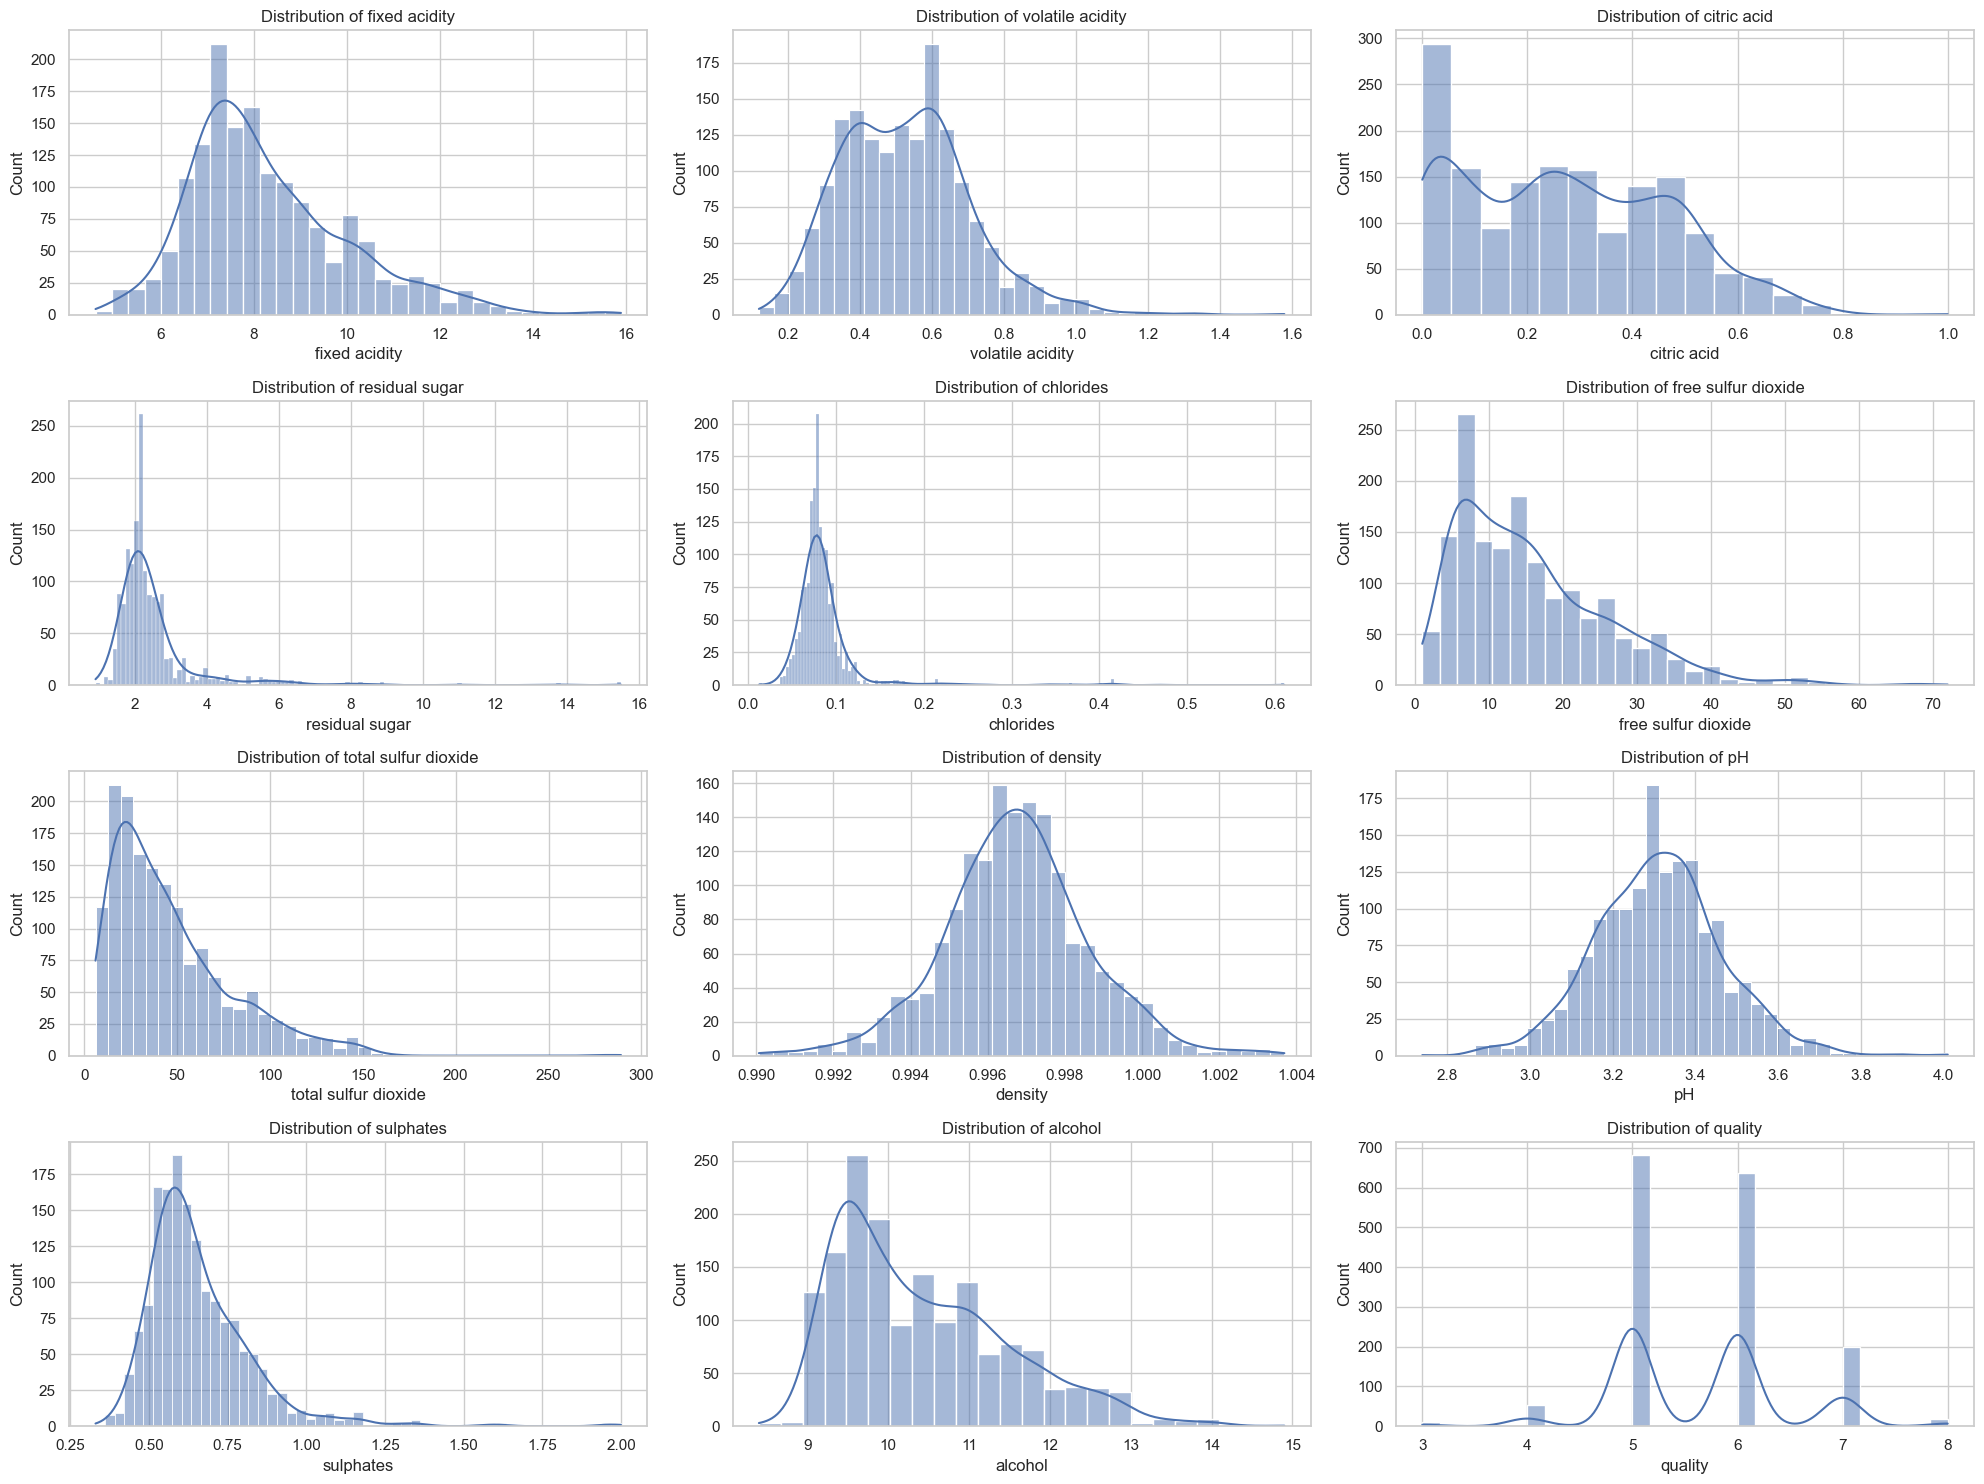 Distribution of fixed acidity
Distribution of volatile acidity
Distribution of citric acid
200
175
150
125
100
75
50
25
0
Count
6 8 10 12 14 16
fixed acidity
175
150
125
100
75
50
25
0
Count
0.2 0.4 0.6 0.8 1.0 1.2 1.4 1.6
volatile acidity
300
250
200
150
100
50
0
Count
0.0 0.2 0.4 0.6 0.8 1.0
citric acid
Distribution of residual sugar
Distribution of chlorides
Distribution of free sulfur dioxide
250
200
150
100
50
0
Count
2 4 6 8 10 12 14 16
residual sugar
200
175
150
125
100
75
50
25
0
Count
0.0 0.1 0.2 0.3 0.4 0.5 0.6
chlorides
250
200
150
100
50
0
Count
0 10 20 30 40 50 60 70
free sulfur dioxide
Distribution of total sulfur dioxide
Distribution of density
Distribution of pH
200
175
150
125
100
75
50
25
0
Count
0 50 100 150 200 250 300
total sulfur dioxide
160
140
120
100
80
60
40
20
0
Count
0.990 0.992 0.994 0.996 0.998 1.000 1.002 1.004
density
175
150
125
100
75
50
25
0
Count
2.8 3.0 3.2 3.4 3.6 3.8 4.0
pH
Distribution of sulphates
Distribution of alcohol
Distribution of quality
175
150
125
100
75
50
25
0
Count
0.25 0.50 0.75 1.00 1.25 1.50 1.75 2.00
sulphates
250
200
150
100
50
0
Count
9 10 11 12 13 14 15
alcohol
700
600
500
400
300
200
100
0
Count
3 4 5 6 7 8
quality